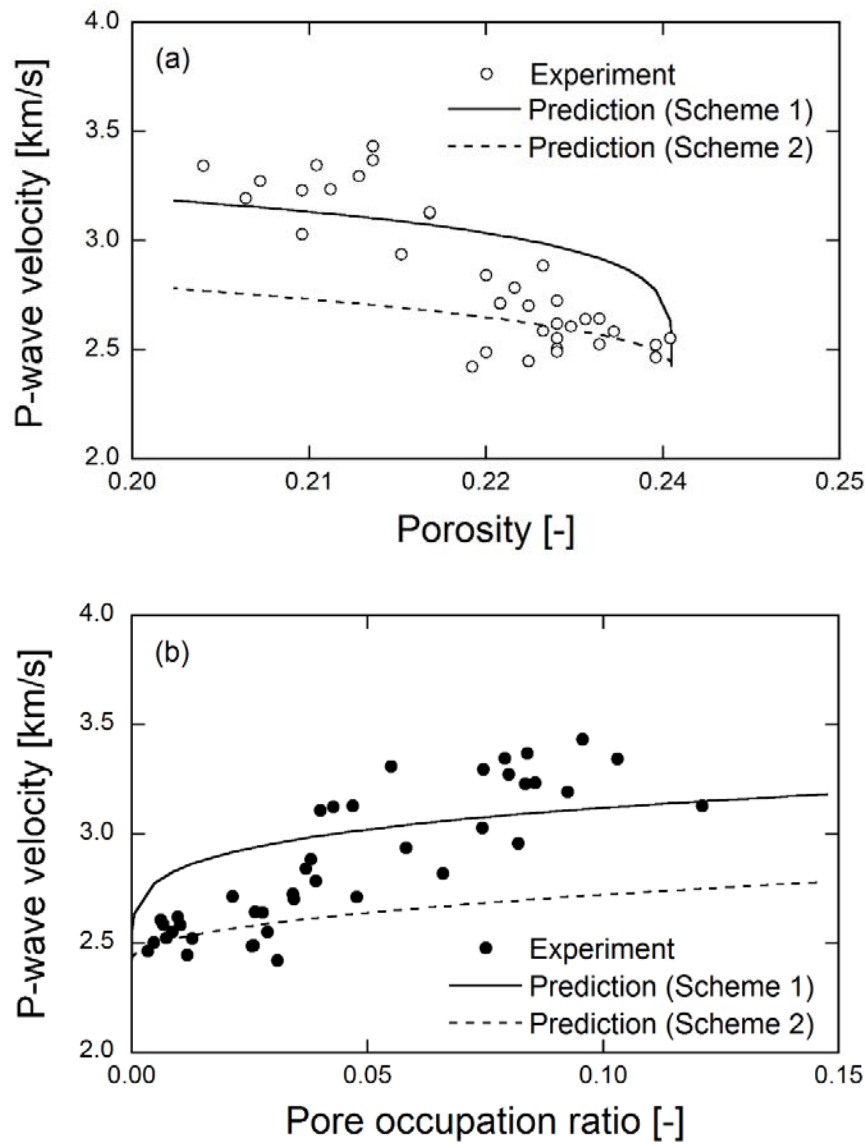 4.0
(a)
Experiment
Prediction (Scheme 1)
Prediction (Scheme 2)
3.5
3.0
2.5
2.0
P-wave velocity [km/s]
0.20 0.21 0.22 0.24 0.25
Porosity [-]
4.0
(b)
3.5
3.0
2.5
2.0
P-wave velocity [km/s]
Experiment
Prediction (Scheme 1)
Prediction (Scheme 2)
0.00 0.05 0.10 0.15
Pore occupation ratio [-]